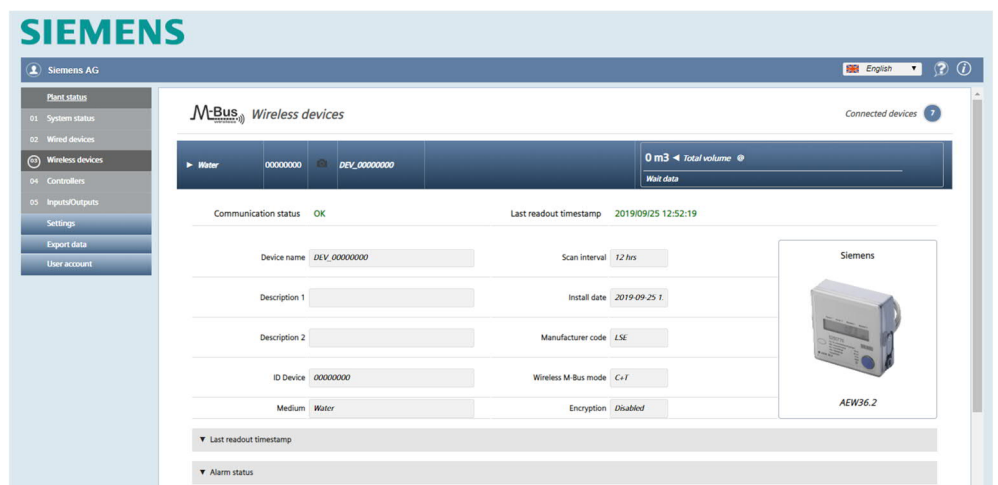 SIEMENS
Siemens AG
English
Plant status
01 System status
02 Wired devices
03 Wireless devices
04 Controllers
05 Inputs/Outputs
Settings
Export data
User account
M-Bus wireless Wireless devices
Connected devices 7
Water 00000000 DEV_00000000
0 m3 ◄ Total volume
Wait data
Communication status OK
Last readout timestamp 2019/09/25 12:52:19
Device name DEV_00000000
Scan interval 12 hrs
Description 1
Install date 2019-09-25 1.
Description 2
Manufacturer code LSE
ID Device 00000000
Wireless M-Bus mode C+T
Medium Water
Encryption Disabled
Siemens
AEW36.2
▼ Last readout timestamp
▼ Alarm status